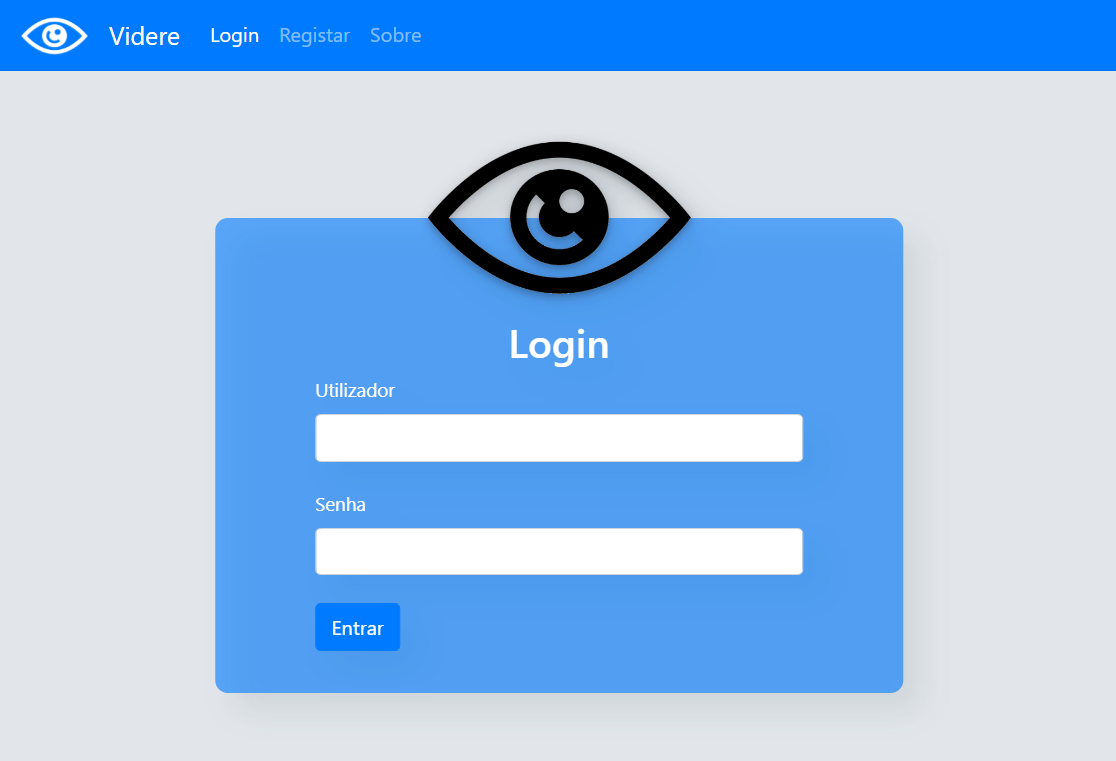 Videre Login Registar Sobre
Login
Utilizador
Senha
Entrar